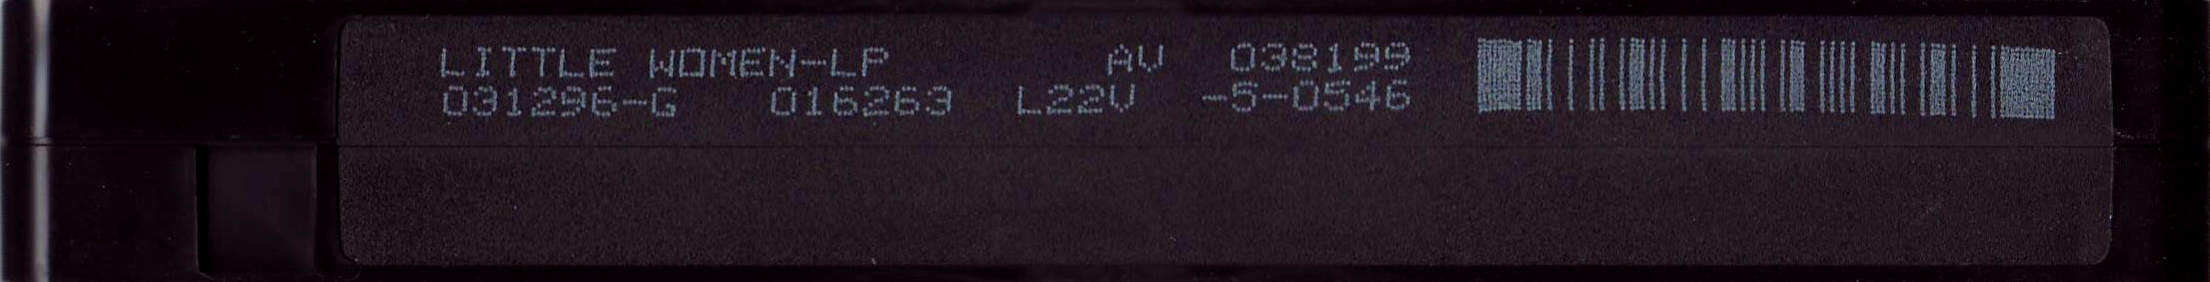 LITTLE WOMEN-LP AV 038199
031296-G 016263 L22V -5-0546